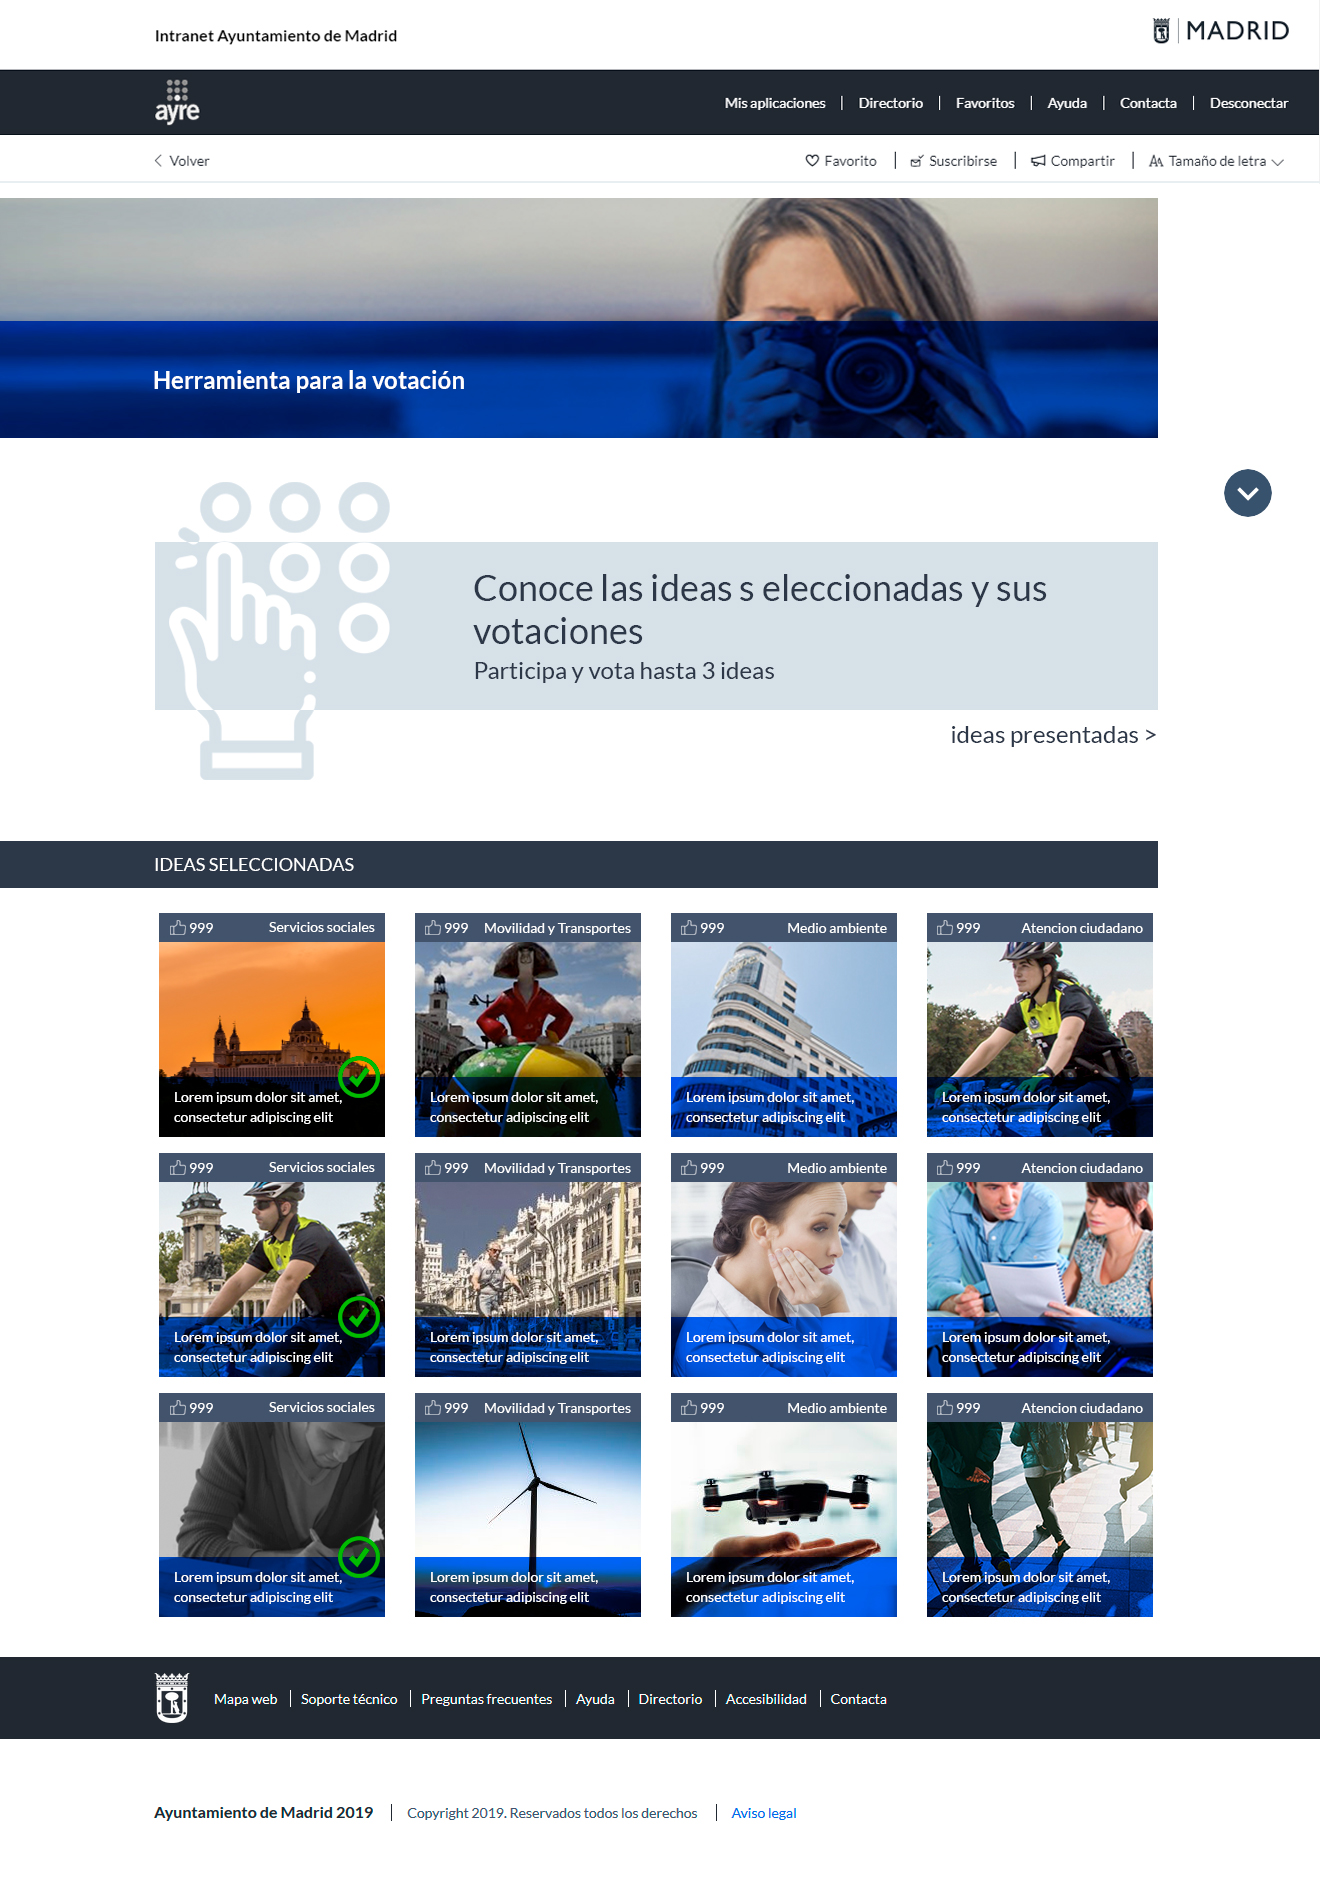 Intranet Ayuntamiento de Madrid
MADRID
ayre
Mis aplicaciones | Directorio | Favoritos | Ayuda | Contacta | Desconectar
Volver
Favorito | Suscribirse | Compartir | Tamaño de letra
Herramienta para la votación
Conoce las ideas s eleccionadas y sus
votaciones
Participa y vota hasta 3 ideas
ideas presentadas >
IDEAS SELECCIONADAS
999 Servicios sociales
Lorem ipsum dolor sit amet,
consectetur adipiscing elit
999 Movilidad y Transportes
Lorem ipsum dolor sit amet,
consectetur adipiscing elit
999 Medio ambiente
Lorem ipsum dolor sit amet,
consectetur adipiscing elit
999 Atencion ciudadano
Lorem ipsum dolor sit amet,
consectetur adipiscing elit
999 Servicios sociales
Lorem ipsum dolor sit amet,
consectetur adipiscing elit
999 Movilidad y Transportes
Lorem ipsum dolor sit amet,
consectetur adipiscing elit
999 Medio ambiente
Lorem ipsum dolor sit amet,
consectetur adipiscing elit
999 Atencion ciudadano
Lorem ipsum dolor sit amet,
consectetur adipiscing elit
999 Servicios sociales
Lorem ipsum dolor sit amet,
consectetur adipiscing elit
999 Movilidad y Transportes
Lorem ipsum dolor sit amet,
consectetur adipiscing elit
999 Medio ambiente
Lorem ipsum dolor sit amet,
consectetur adipiscing elit
999 Atencion ciudadano
Lorem ipsum dolor sit amet,
consectetur adipiscing elit
Mapa web | Soporte técnico | Preguntas frecuentes | Ayuda | Directorio | Accesibilidad | Contacta
Ayuntamiento de Madrid 2019 | Copyright 2019. Reservados todos los derechos | Aviso legal